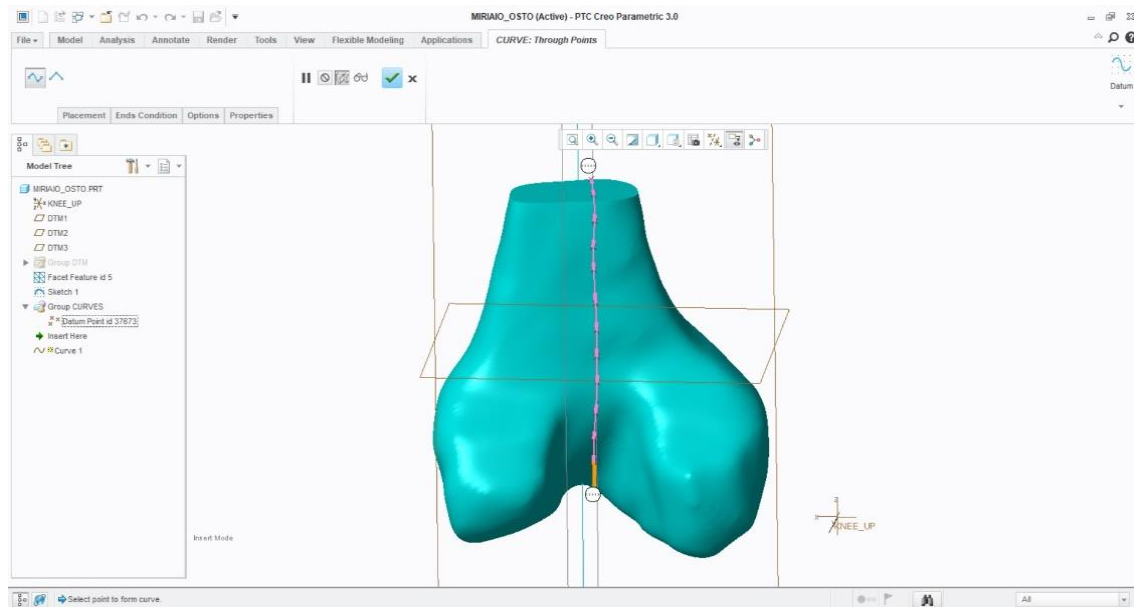 MIRIAIO_OSTO (Active) - PTC Creo Parametric 3.0
File Model Analysis Annotate Render Tools View Flexible Modeling Applications CURVE: Through Points
Datum
Placement Ends Condition Options Properties
Model Tree
MIRIAIO_OSTO.PRT
KNEE_UP
DTM1
DTM2
DTM3
Group DTM
Facet Feature id 5
Sketch 1
Group CURVES
Datum Point id 37673
Insert Here
Curve 1
KNEE_UP
Insert Mode
Select point to form curve.
All